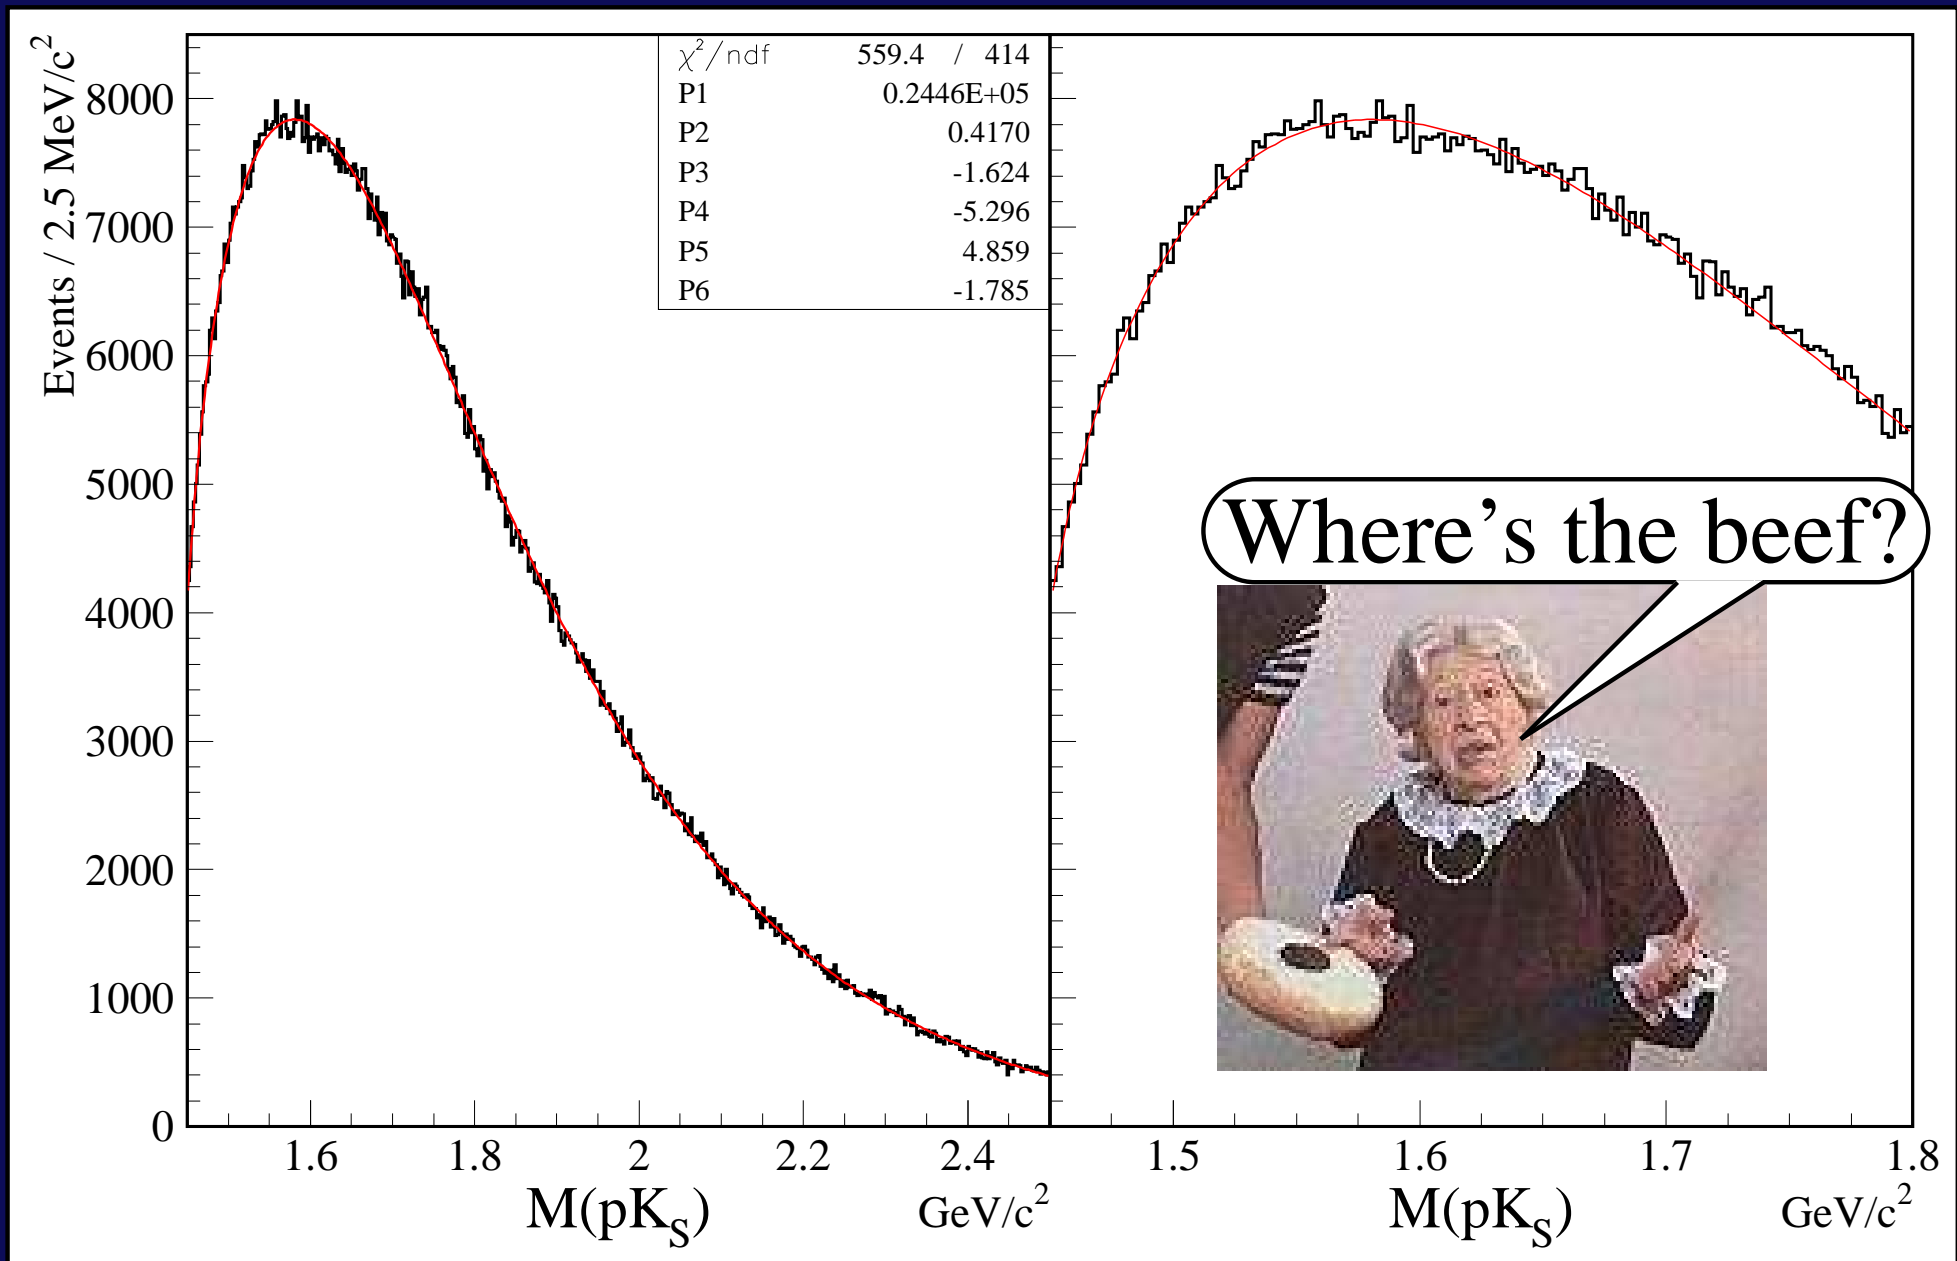 Events / 2.5 MeV/c²
8000
7000
6000
5000
4000
3000
2000
1000
0
χ²/ndf 559.4 / 414
P1 0.2446E+05
P2 0.4170
P3 -1.624
P4 -5.296
P5 4.859
P6 -1.785
Where's the beef?
1.6 1.8 2 2.2 2.4
M(pK_S) GeV/c²
1.5 1.6 1.7 1.8
M(pK_S) GeV/c²